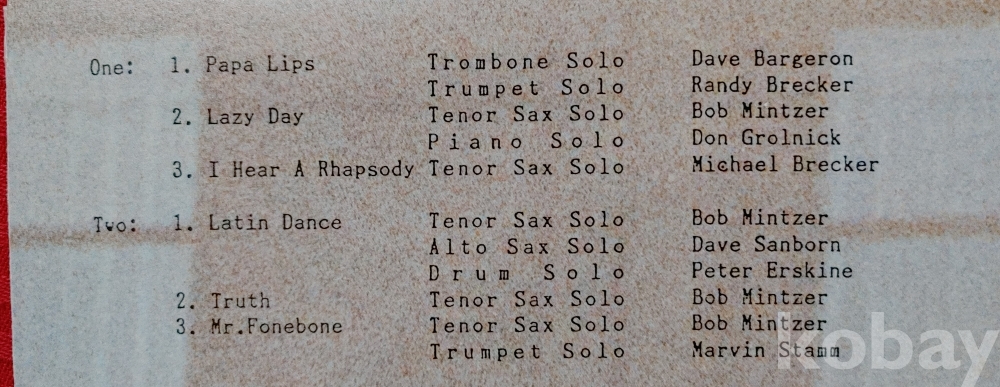 One: 1. Papa Lips Trombone Solo Dave Bargeron
Trumpet Solo Randy Brecker
2. Lazy Day Tenor Sax Solo Bob Mintzer
Piano Solo Don Grolnick
3. I Hear A Rhapsody Tenor Sax Solo Michael Brecker
Two: 1. Latin Dance Tenor Sax Solo Bob Mintzer
Alto Sax Solo Dave Sanborn
Drum Solo Peter Erskine
2. Truth Tenor Sax Solo Bob Mintzer
3. Mr.Fonebone Tenor Sax Solo Bob Mintzer
Trumpet Solo Marvin Stamm
kobay